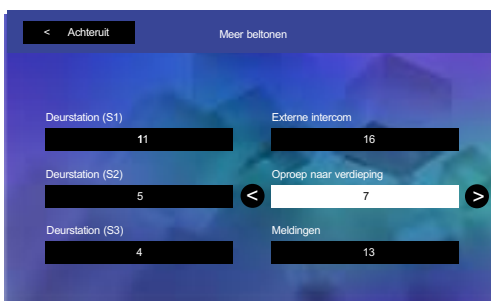 < Achteruit
Meer beltonen
Deurstation (S1)
11
Externe intercom
16
Deurstation (S2)
5
Oproep naar verdieping
< 7 >
Deurstation (S3)
4
Meldingen
13